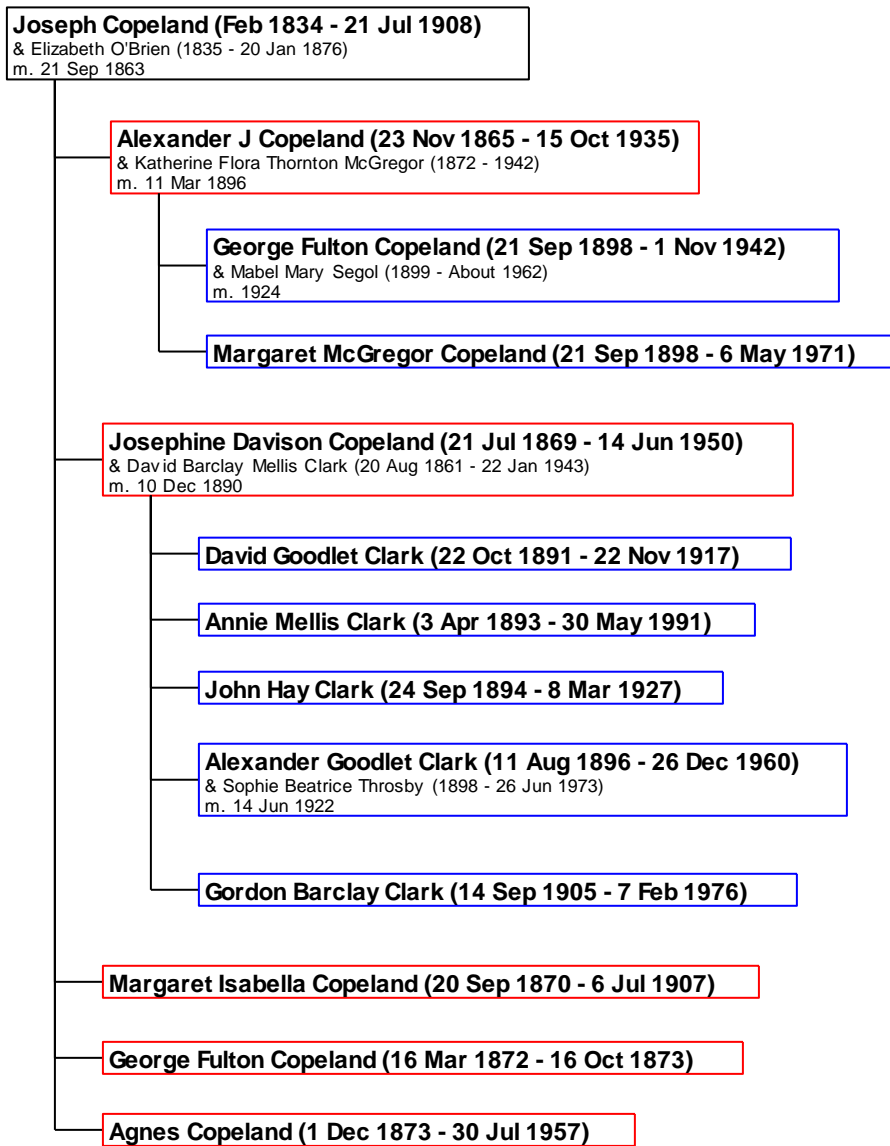 Joseph Copeland (Feb 1834 - 21 Jul 1908)
& Elizabeth O'Brien (1835 - 20 Jan 1876)
m. 21 Sep 1863
Alexander J Copeland (23 Nov 1865 - 15 Oct 1935)
& Katherine Flora Thornton McGregor (1872 - 1942)
m. 11 Mar 1896
George Fulton Copeland (21 Sep 1898 - 1 Nov 1942)
& Mabel Mary Segol (1899 - About 1962)
m. 1924
Margaret McGregor Copeland (21 Sep 1898 - 6 May 1971)
Josephine Davison Copeland (21 Jul 1869 - 14 Jun 1950)
& David Barclay Mellis Clark (20 Aug 1861 - 22 Jan 1943)
m. 10 Dec 1890
David Goodlet Clark (22 Oct 1891 - 22 Nov 1917)
Annie Mellis Clark (3 Apr 1893 - 30 May 1991)
John Hay Clark (24 Sep 1894 - 8 Mar 1927)
Alexander Goodlet Clark (11 Aug 1896 - 26 Dec 1960)
& Sophie Beatrice Throsby (1898 - 26 Jun 1973)
m. 14 Jun 1922
Gordon Barclay Clark (14 Sep 1905 - 7 Feb 1976)
Margaret Isabella Copeland (20 Sep 1870 - 6 Jul 1907)
George Fulton Copeland (16 Mar 1872 - 16 Oct 1873)
Agnes Copeland (1 Dec 1873 - 30 Jul 1957)